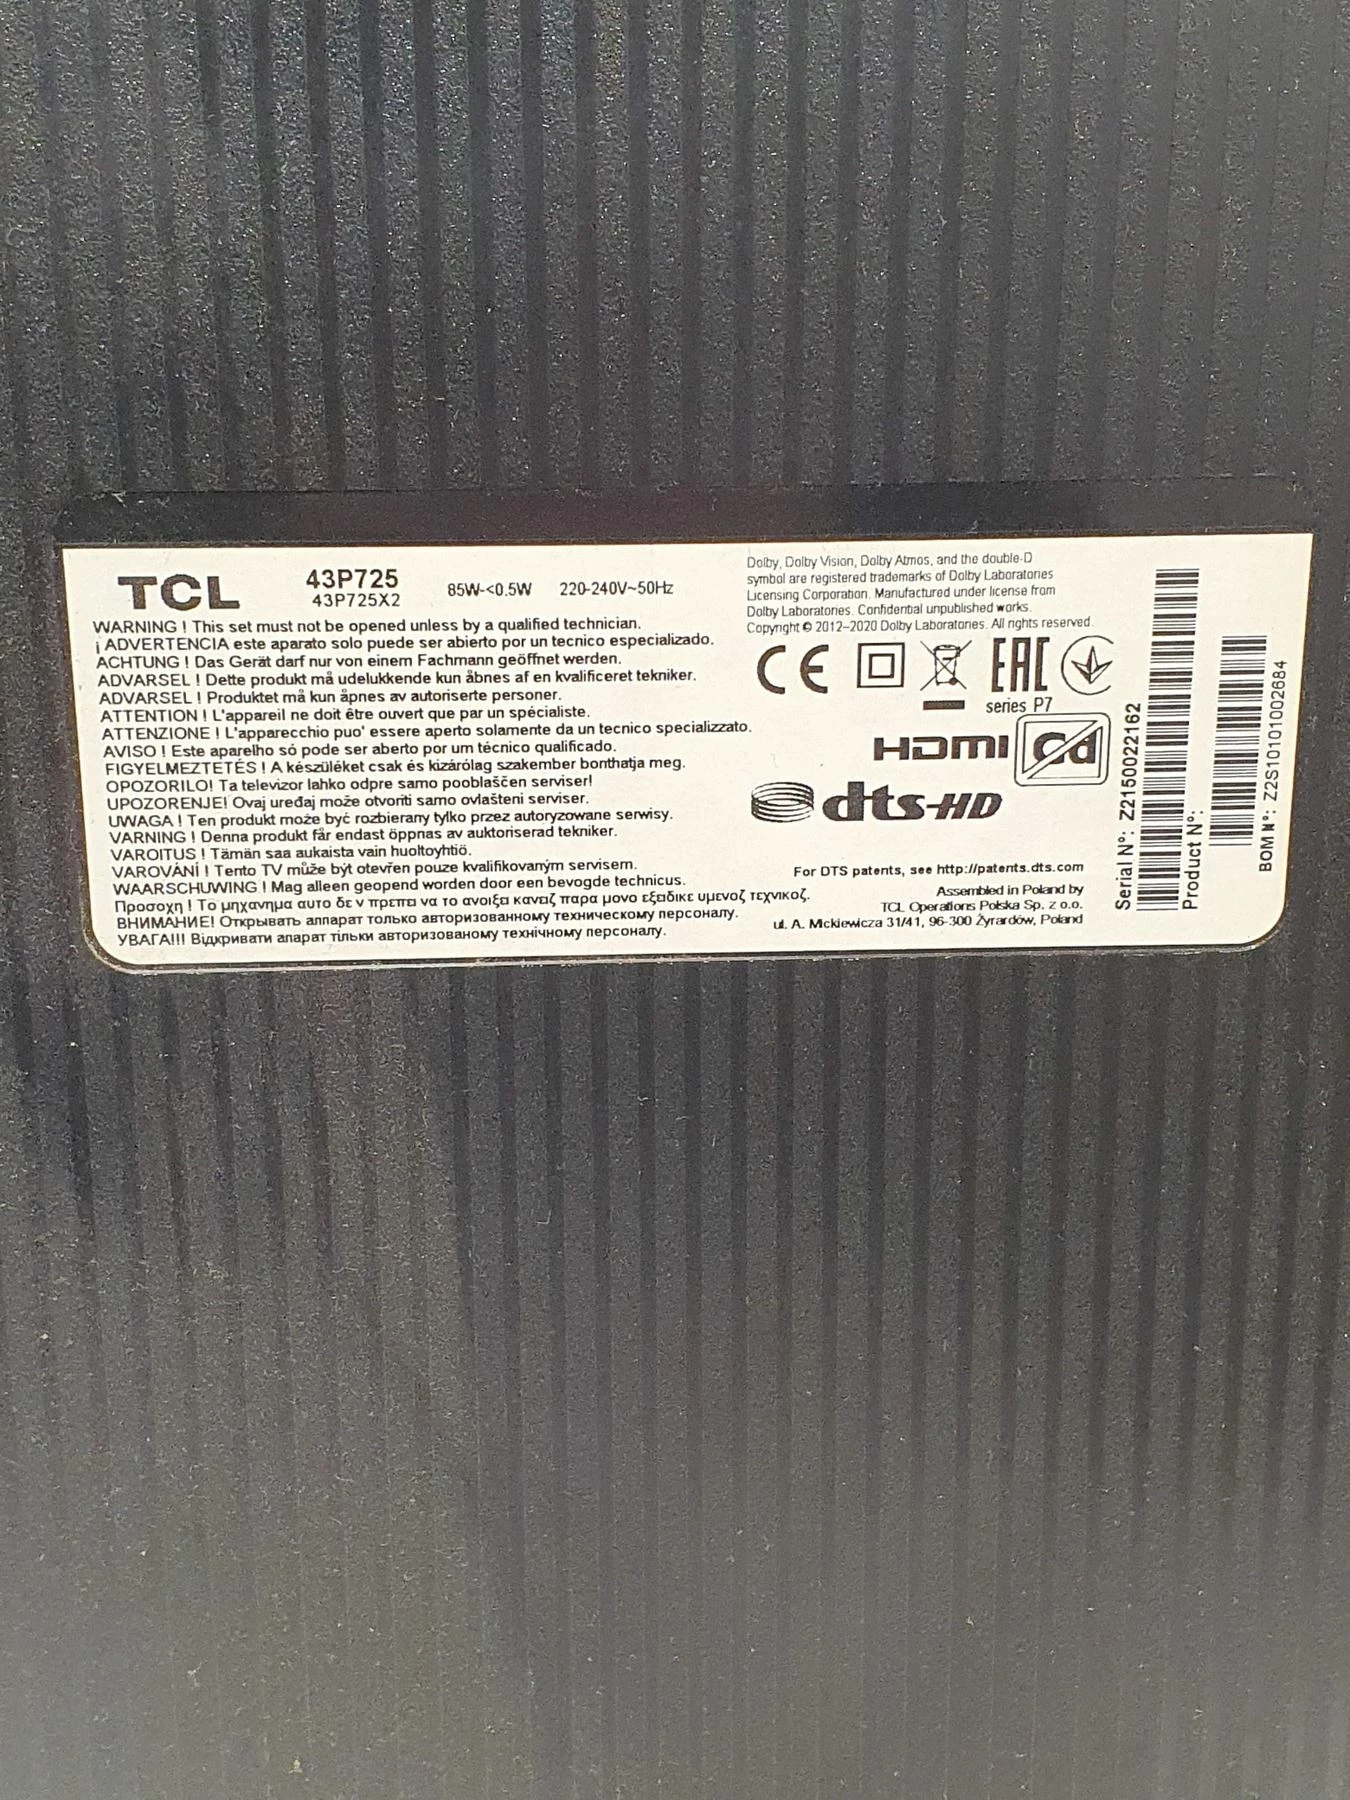 TCL
43P725
43P725X2
85W-<0.5W
220-240V~50Hz
WARNING ! This set must not be opened unless by a qualified technician.
¡ ADVERTENCIA este aparato solo puede ser abierto por un tecnico especializado.
ACHTUNG ! Das Gerät darf nur von einem Fachmann geöffnet werden.
ADVARSEL ! Dette produkt må udelukkende kun åbnes af en kvalificeret tekniker.
ADVARSEL ! Produktet må kun åpnes av autoriserte personer.
ATTENTION ! L'appareil ne doit être ouvert que par un spécialiste.
ATTENZIONE ! L'apparecchio puo' essere aperto solamente da un tecnico specializzato.
AVISO ! Este aparelho só pode ser aberto por um técnico qualificado.
FIGYELMEZTETÉS ! A készüléket csak és kizárólag szakember bonthatja meg.
OPOZORILO! Ta televizor lahko odpre samo pooblaščen serviser!
UPOZORENJE! Ovaj uređaj može otvoriti samo ovlašteni serviser.
UWAGA ! Ten produkt może być rozbierany tylko przez autoryzowane serwisy.
VARNING ! Denna produkt får endast öppnas av auktoriserad tekniker.
VAROITUS ! Tämän saa aukaista vain huoltoyhtiö.
VAROVÁNÍ ! Tento TV může být otevřen pouze kvalifikovaným servisem.
WAARSCHUWING ! Mag alleen geopend worden door een bevogde technicus.
Προσοχη ! Το μηχανημα αυτο δε ν πρεπει να το ανοιξει κανεις παρα μονο εξειδικε υμενος τεχνικος.
ВНИМАНИЕ! Открывать аппарат только авторизованному техническому персоналу.
УВАГА!!! Відкривати апарат тільки авторизованому технічному персоналу.
Dolby, Dolby Vision, Dolby Atmos, and the double-D
symbol are registered trademarks of Dolby Laboratories
Licensing Corporation. Manufactured under license from
Dolby Laboratories. Confidential unpublished works.
Copyright © 2012-2020 Dolby Laboratories. All rights reserved.
CE EAC
series P7
HDMI Cd
dts-HD
For DTS patents, see http://patents.dts.com
Assembled in Poland by
TCL Operations Polska Sp. z o.o.
ul. A. Mickiewicza 31/41, 96-300 Żyrardów, Poland
Serial N°: Z2150022162
Product N°:
BOM N°: Z2S10101002684